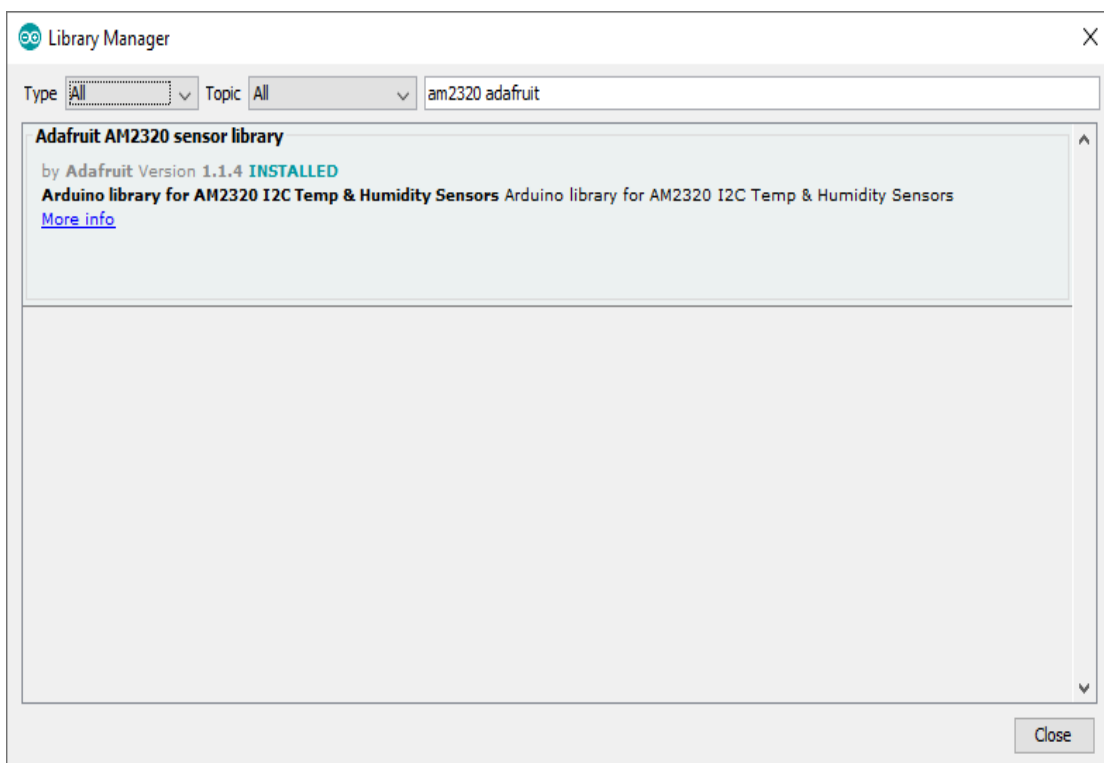 Library Manager
Type All Topic All am2320 adafruit
Adafruit AM2320 sensor library
by Adafruit Version 1.1.4 INSTALLED
Arduino library for AM2320 I2C Temp & Humidity Sensors Arduino library for AM2320 I2C Temp & Humidity Sensors
More info
Close